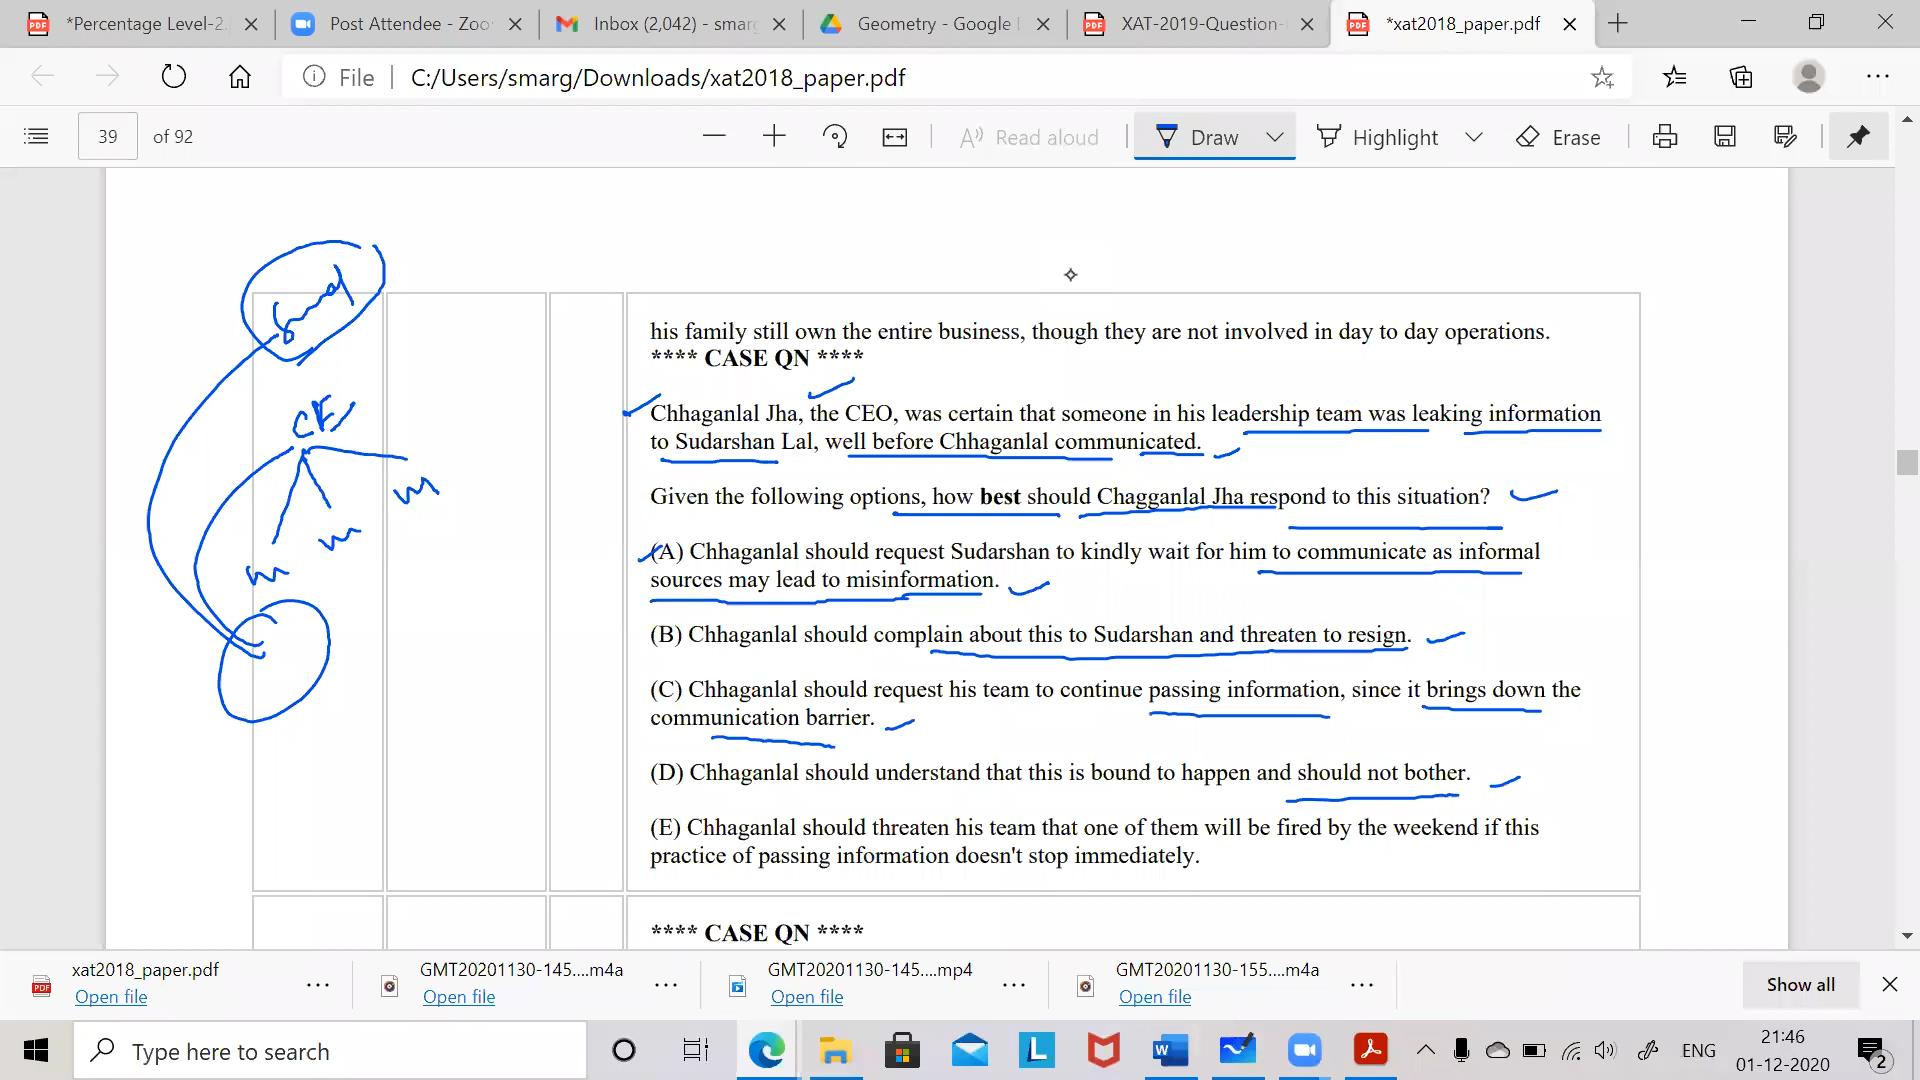 *Percentage Level-2.
Post Attendee - Zoo
Inbox (2,042) - smarg
Geometry - Google
XAT-2019-Question-
*xat2018_paper.pdf
File
C:/Users/smarg/Downloads/xat2018_paper.pdf
39 of 92
Read aloud
Draw
Highlight
Erase
his family still own the entire business, though they are not involved in day to day operations.
**** CASE QN ****
Chhaganlal Jha, the CEO, was certain that someone in his leadership team was leaking information
to Sudarshan Lal, well before Chhaganlal communicated.
Given the following options, how best should Chagganlal Jha respond to this situation?
(A) Chhaganlal should request Sudarshan to kindly wait for him to communicate as informal
sources may lead to misinformation.
(B) Chhaganlal should complain about this to Sudarshan and threaten to resign.
(C) Chhaganlal should request his team to continue passing information, since it brings down the
communication barrier.
(D) Chhaganlal should understand that this is bound to happen and should not bother.
(E) Chhaganlal should threaten his team that one of them will be fired by the weekend if this
practice of passing information doesn't stop immediately.
**** CASE QN ****
m
m
m
xat2018_paper.pdf
Open file
GMT20201130-145....m4a
Open file
GMT20201130-145....mp4
Open file
GMT20201130-155....m4a
Open file
Show all
Type here to search
ENG
21:46
01-12-2020
2